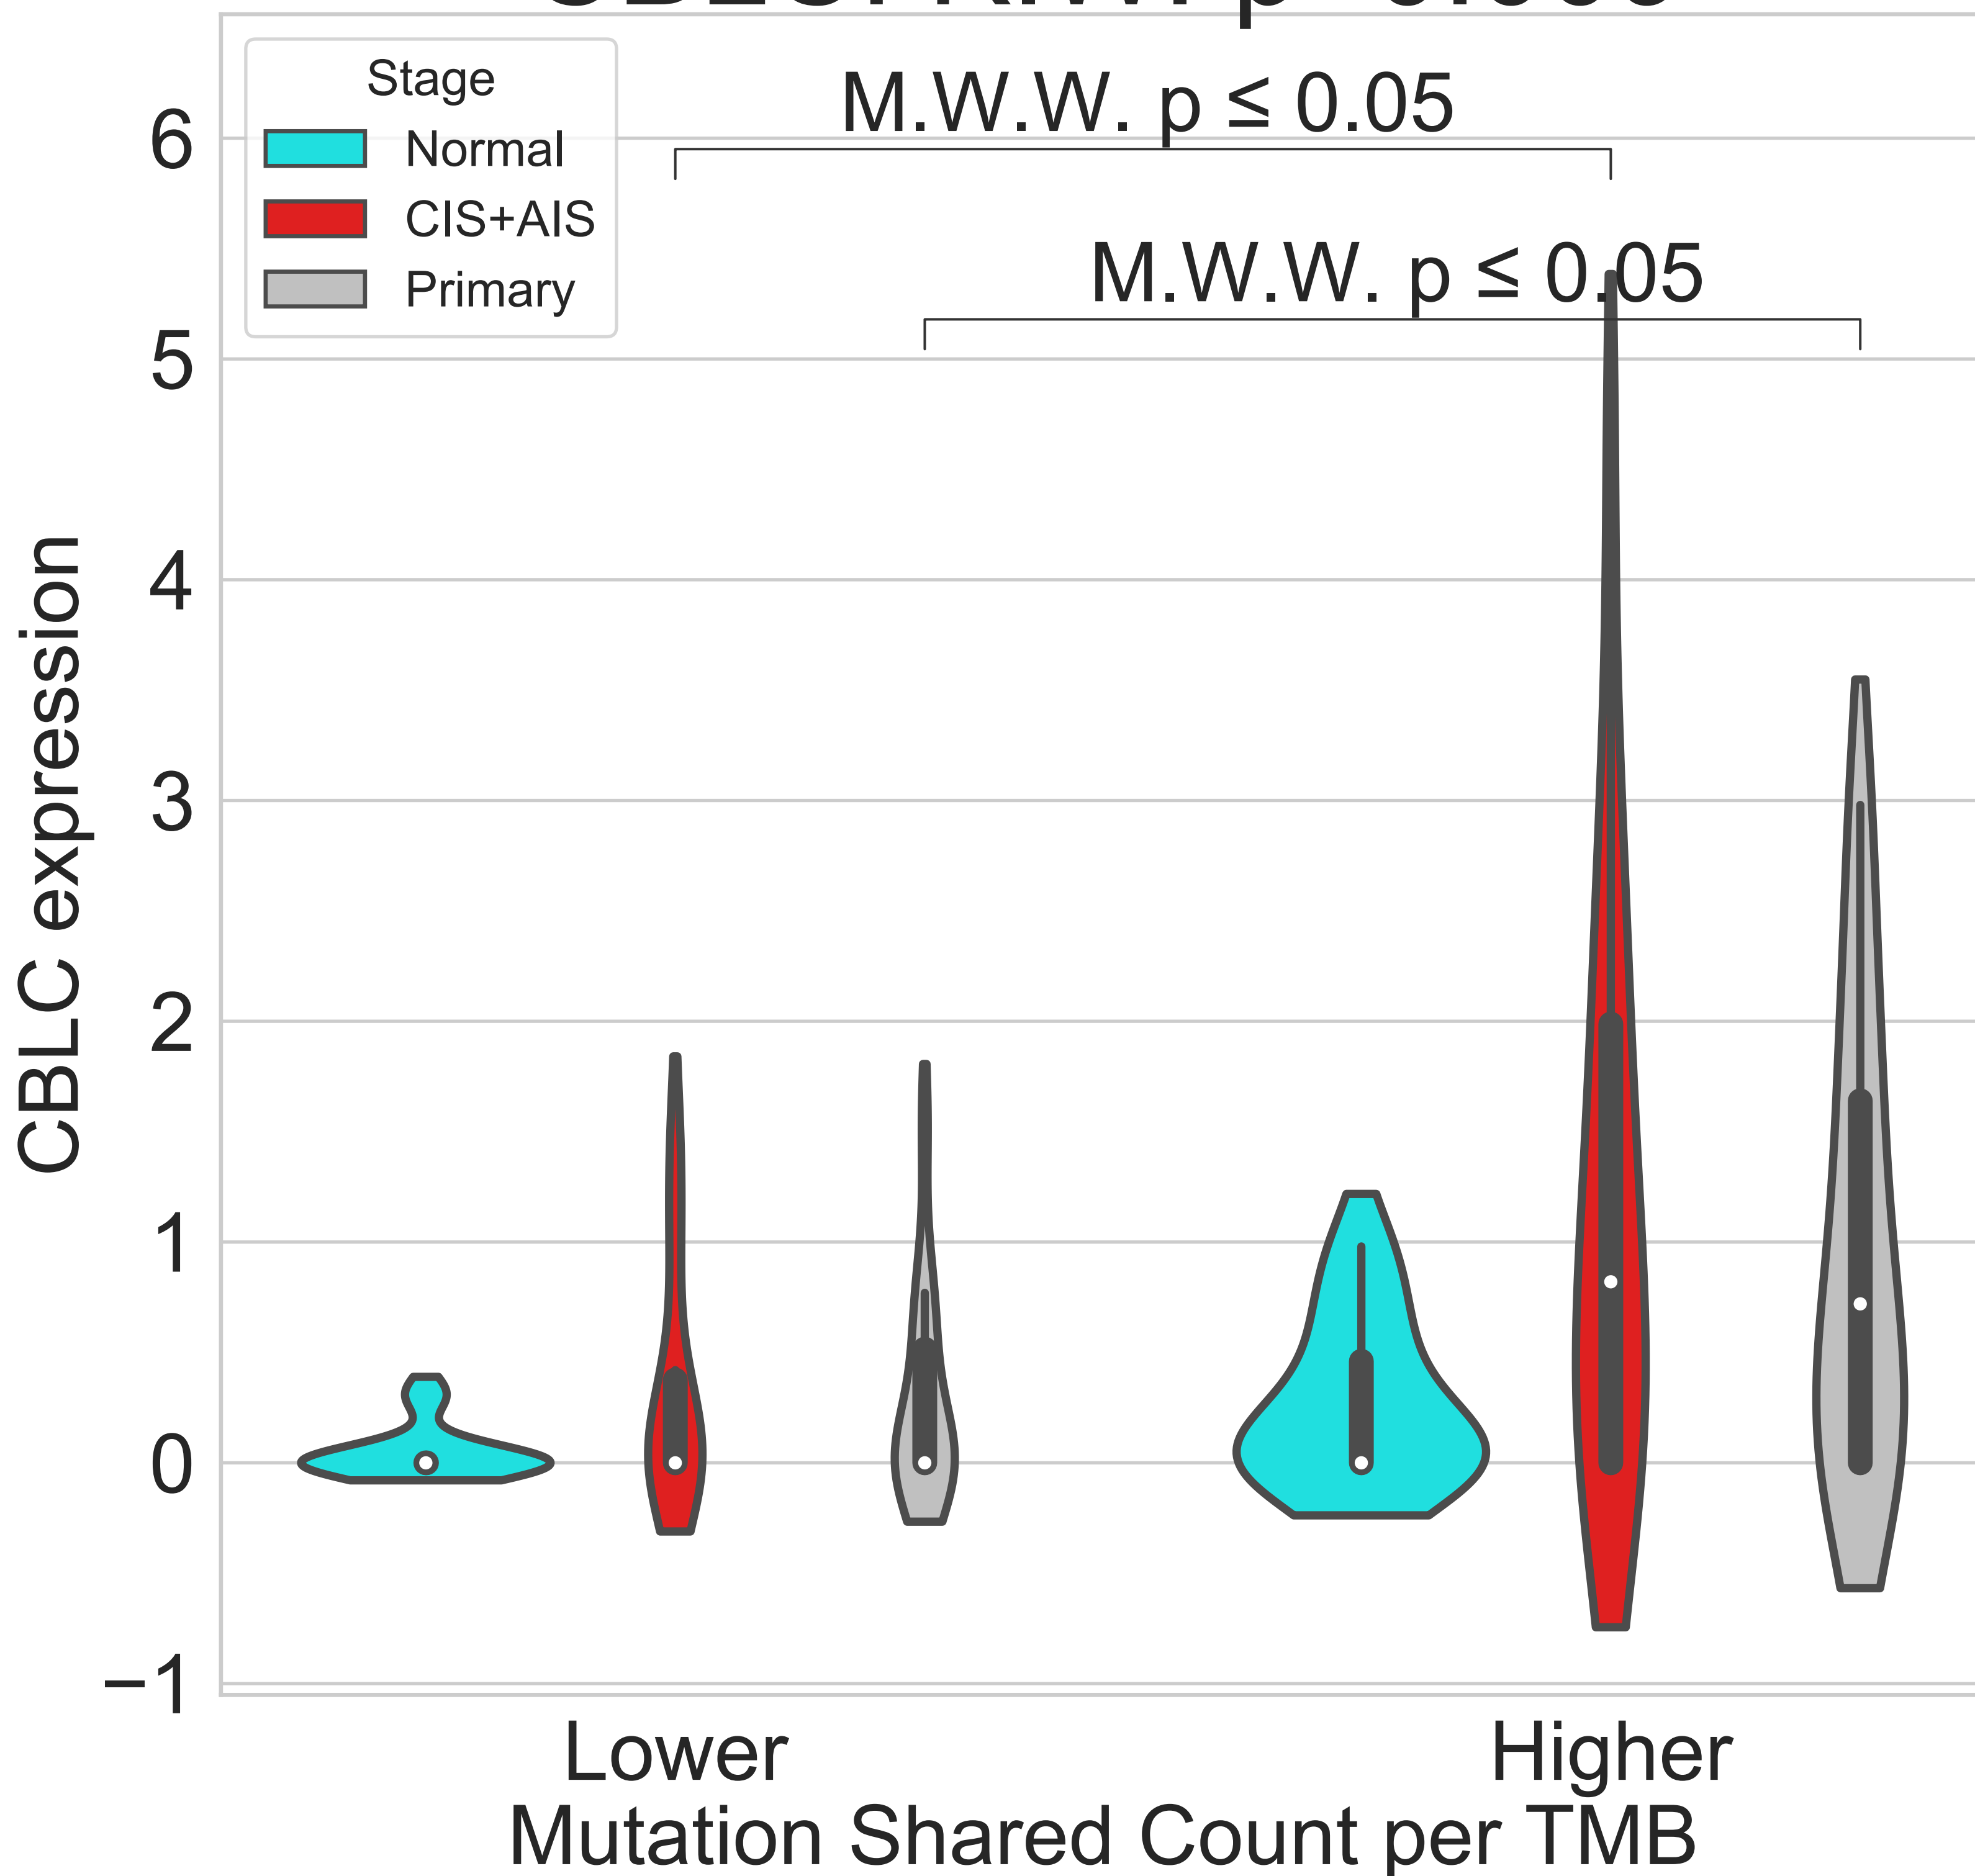 Stage
Normal
CIS+AIS
Primary
M.W.W. p ≤ 0.05
M.W.W. p ≤ 0.05
6
5
4
3
2
1
0
−1
CBLC expression
Lower
Higher
Mutation Shared Count per TMB